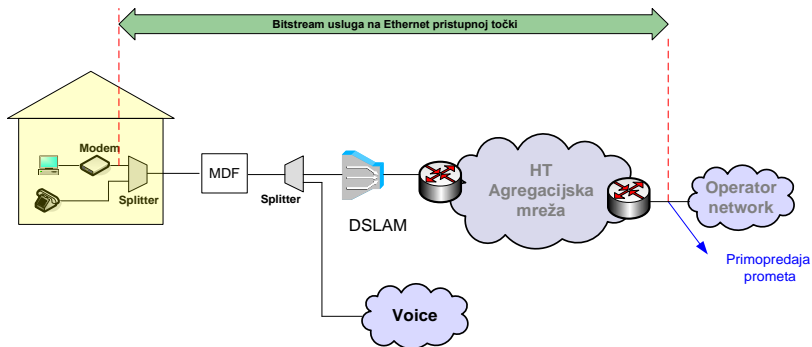 Bitstream usluga na Ethernet pristupnoj točki
Modem
Splitter
MDF
Splitter
DSLAM
HT
Agregacijska
mreža
Operator
network
Primopredaja
prometa
Voice